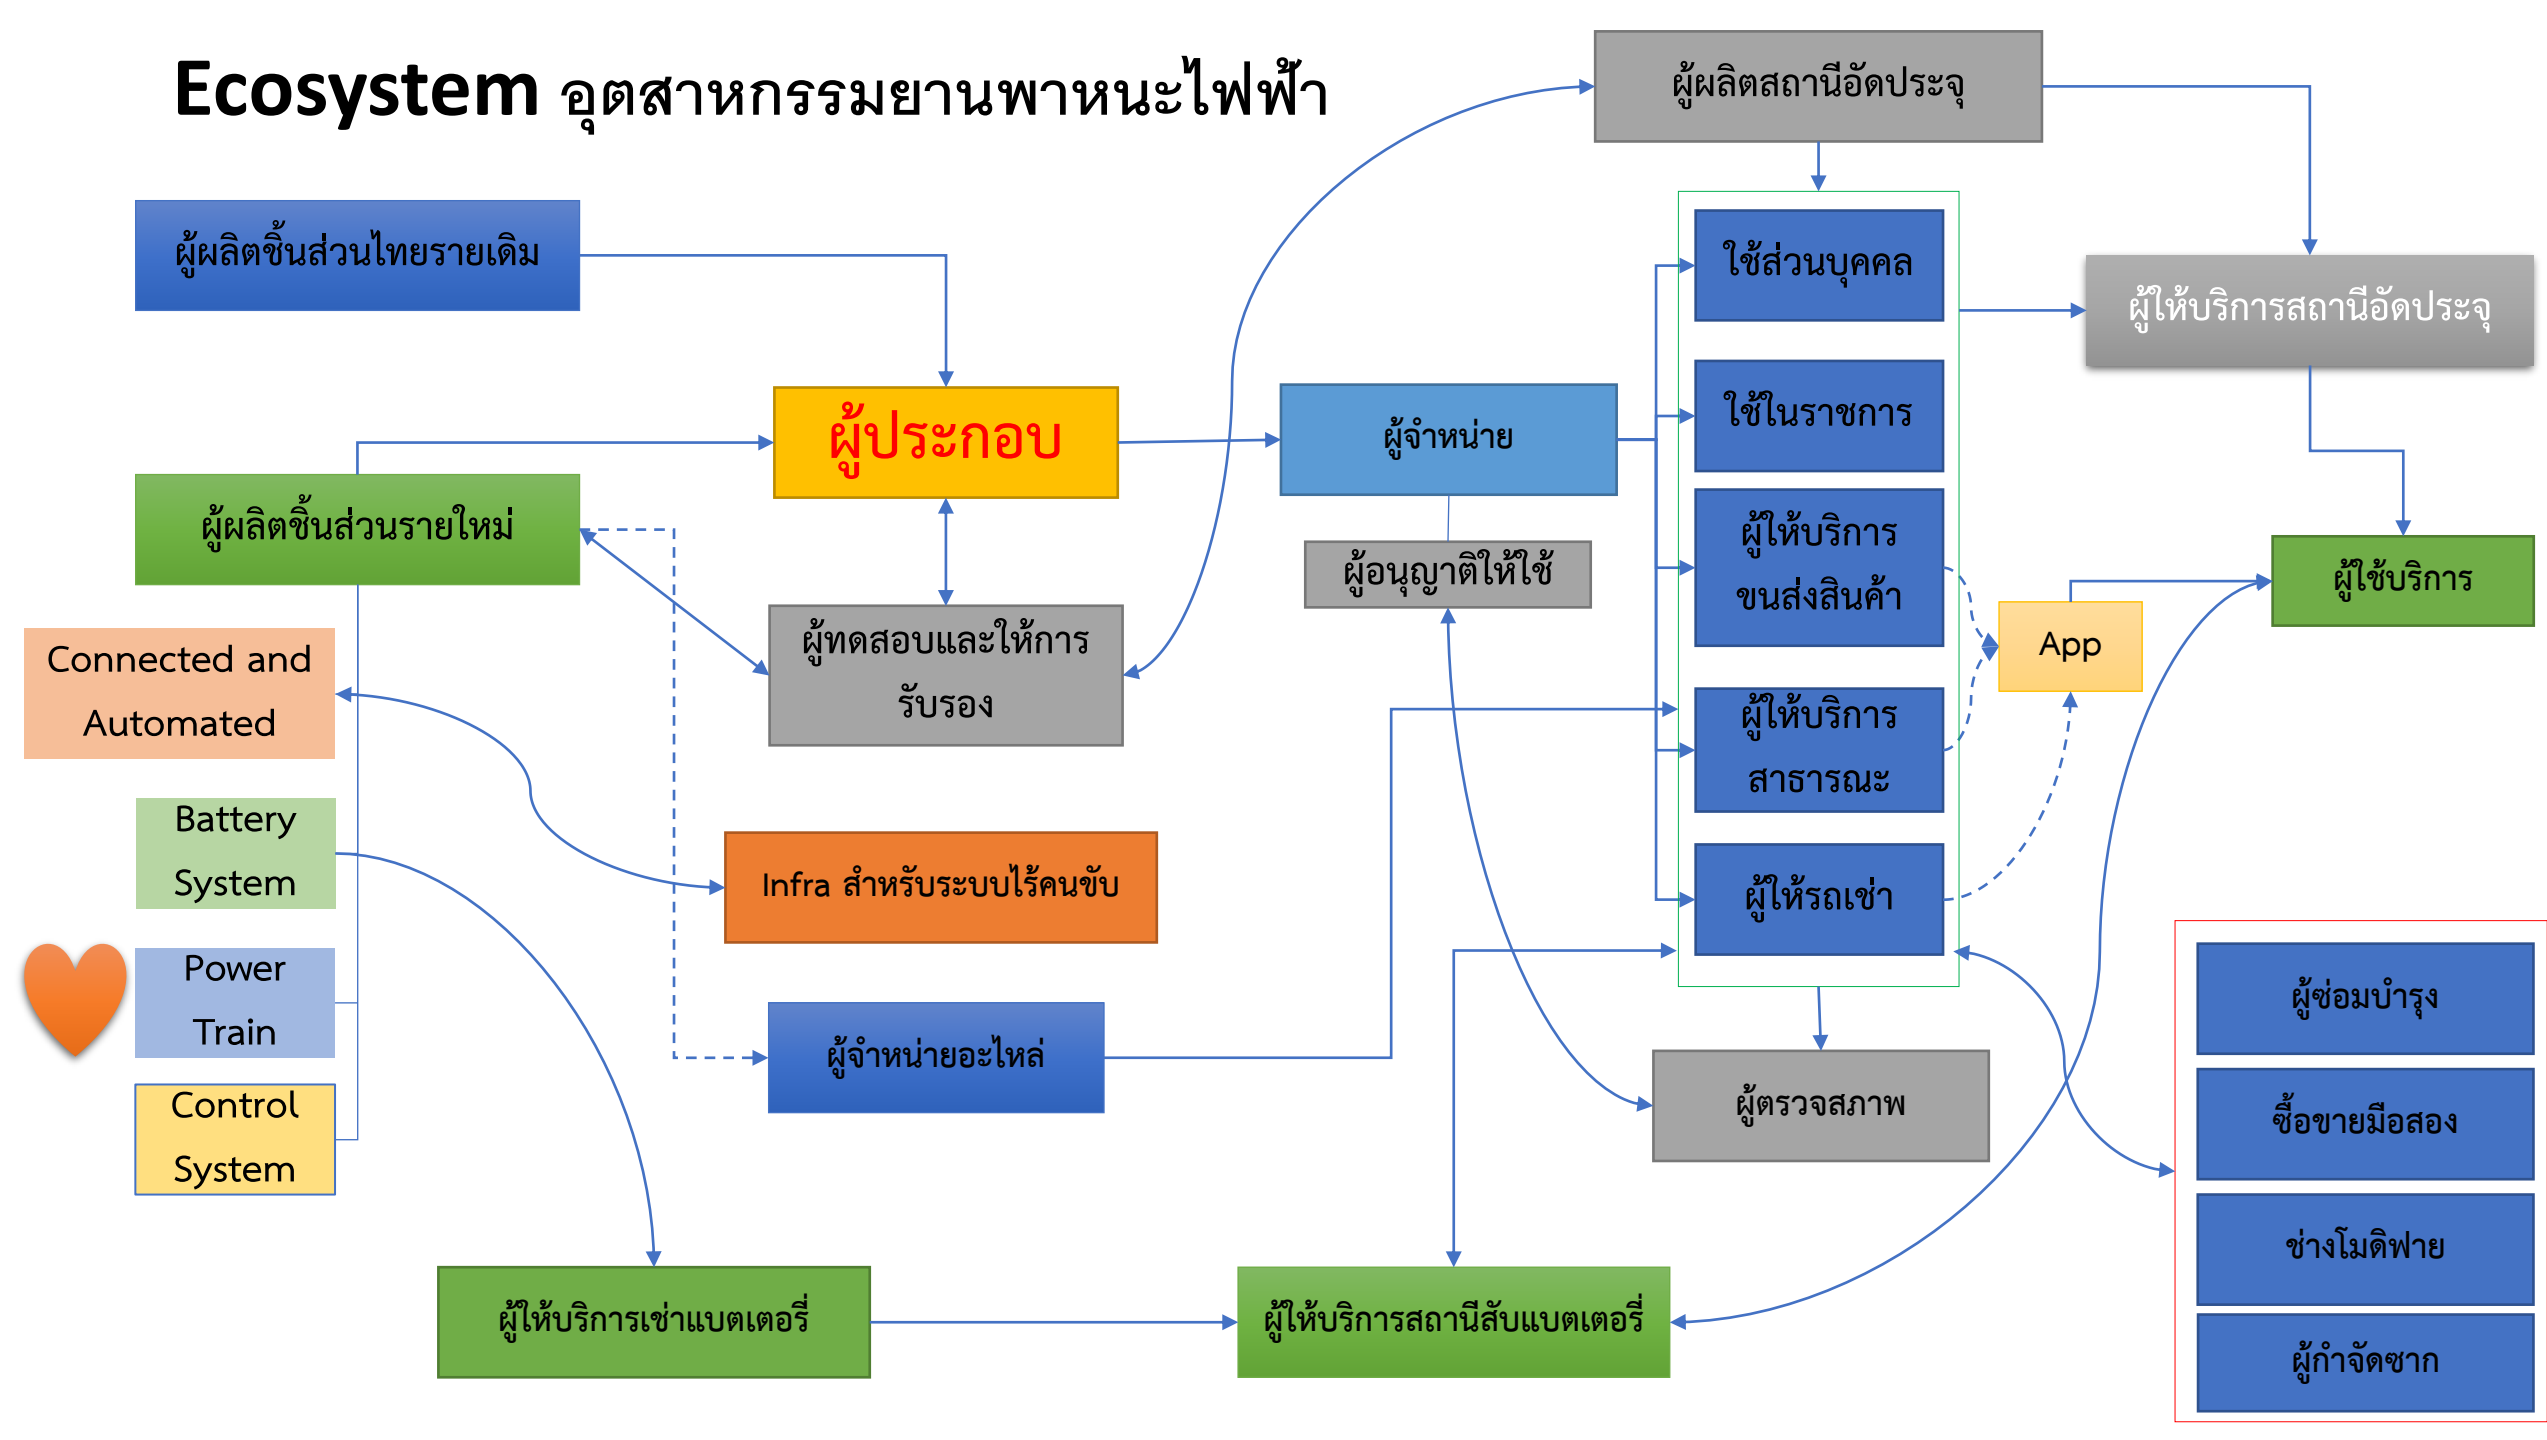 Ecosystem อุตสาหกรรมยานพาหนะไฟฟ้า
ผู้ผลิตสถานีอัดประจุ
ผู้ผลิตชิ้นส่วนไทยรายเดิม
ใช้ส่วนบุคคล
ผู้ให้บริการสถานีอัดประจุ
ผู้ประกอบ
ผู้จำหน่าย
ใช้ในราชการ
ผู้ผลิตชิ้นส่วนรายใหม่
ผู้อนุญาติให้ใช้
ผู้ให้บริการ
ขนส่งสินค้า
ผู้ใช้บริการ
ผู้ทดสอบและให้การ
รับรอง
App
Connected and
Automated
ผู้ให้บริการ
สาธารณะ
Battery
System
Infra สำหรับระบบไร้คนขับ
ผู้ให้รถเช่า
Power
Train
ผู้ซ่อมบำรุง
ผู้จำหน่ายอะไหล่
ผู้ตรวจสภาพ
Control
System
ซื้อขายมือสอง
ช่างโมดิฟาย
ผู้ให้บริการเช่าแบตเตอรี่
ผู้ให้บริการสถานีสับแบตเตอรี่
ผู้กำจัดซาก